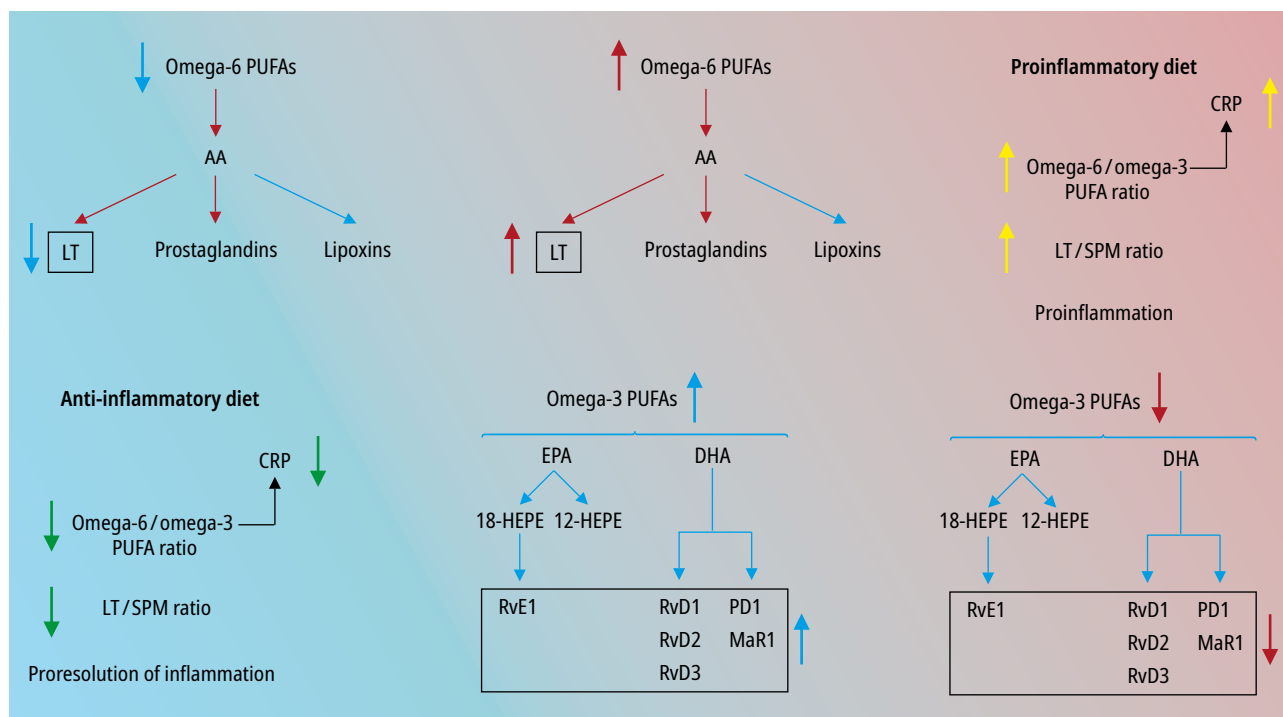 Omega-6 PUFAs
AA
LT
Prostaglandins
Lipoxins
Omega-6 PUFAs
AA
LT
Prostaglandins
Lipoxins
Proinflammatory diet
CRP
Omega-6/omega-3
PUFA ratio
LT/SPM ratio
Proinflammation
Anti-inflammatory diet
CRP
Omega-6/omega-3
PUFA ratio
LT/SPM ratio
Proresolution of inflammation
Omega-3 PUFAs
EPA
DHA
18-HEPE
12-HEPE
RvE1
RvD1
PD1
RvD2
MaR1
RvD3
Omega-3 PUFAs
EPA
DHA
18-HEPE
12-HEPE
RvE1
RvD1
PD1
RvD2
MaR1
RvD3